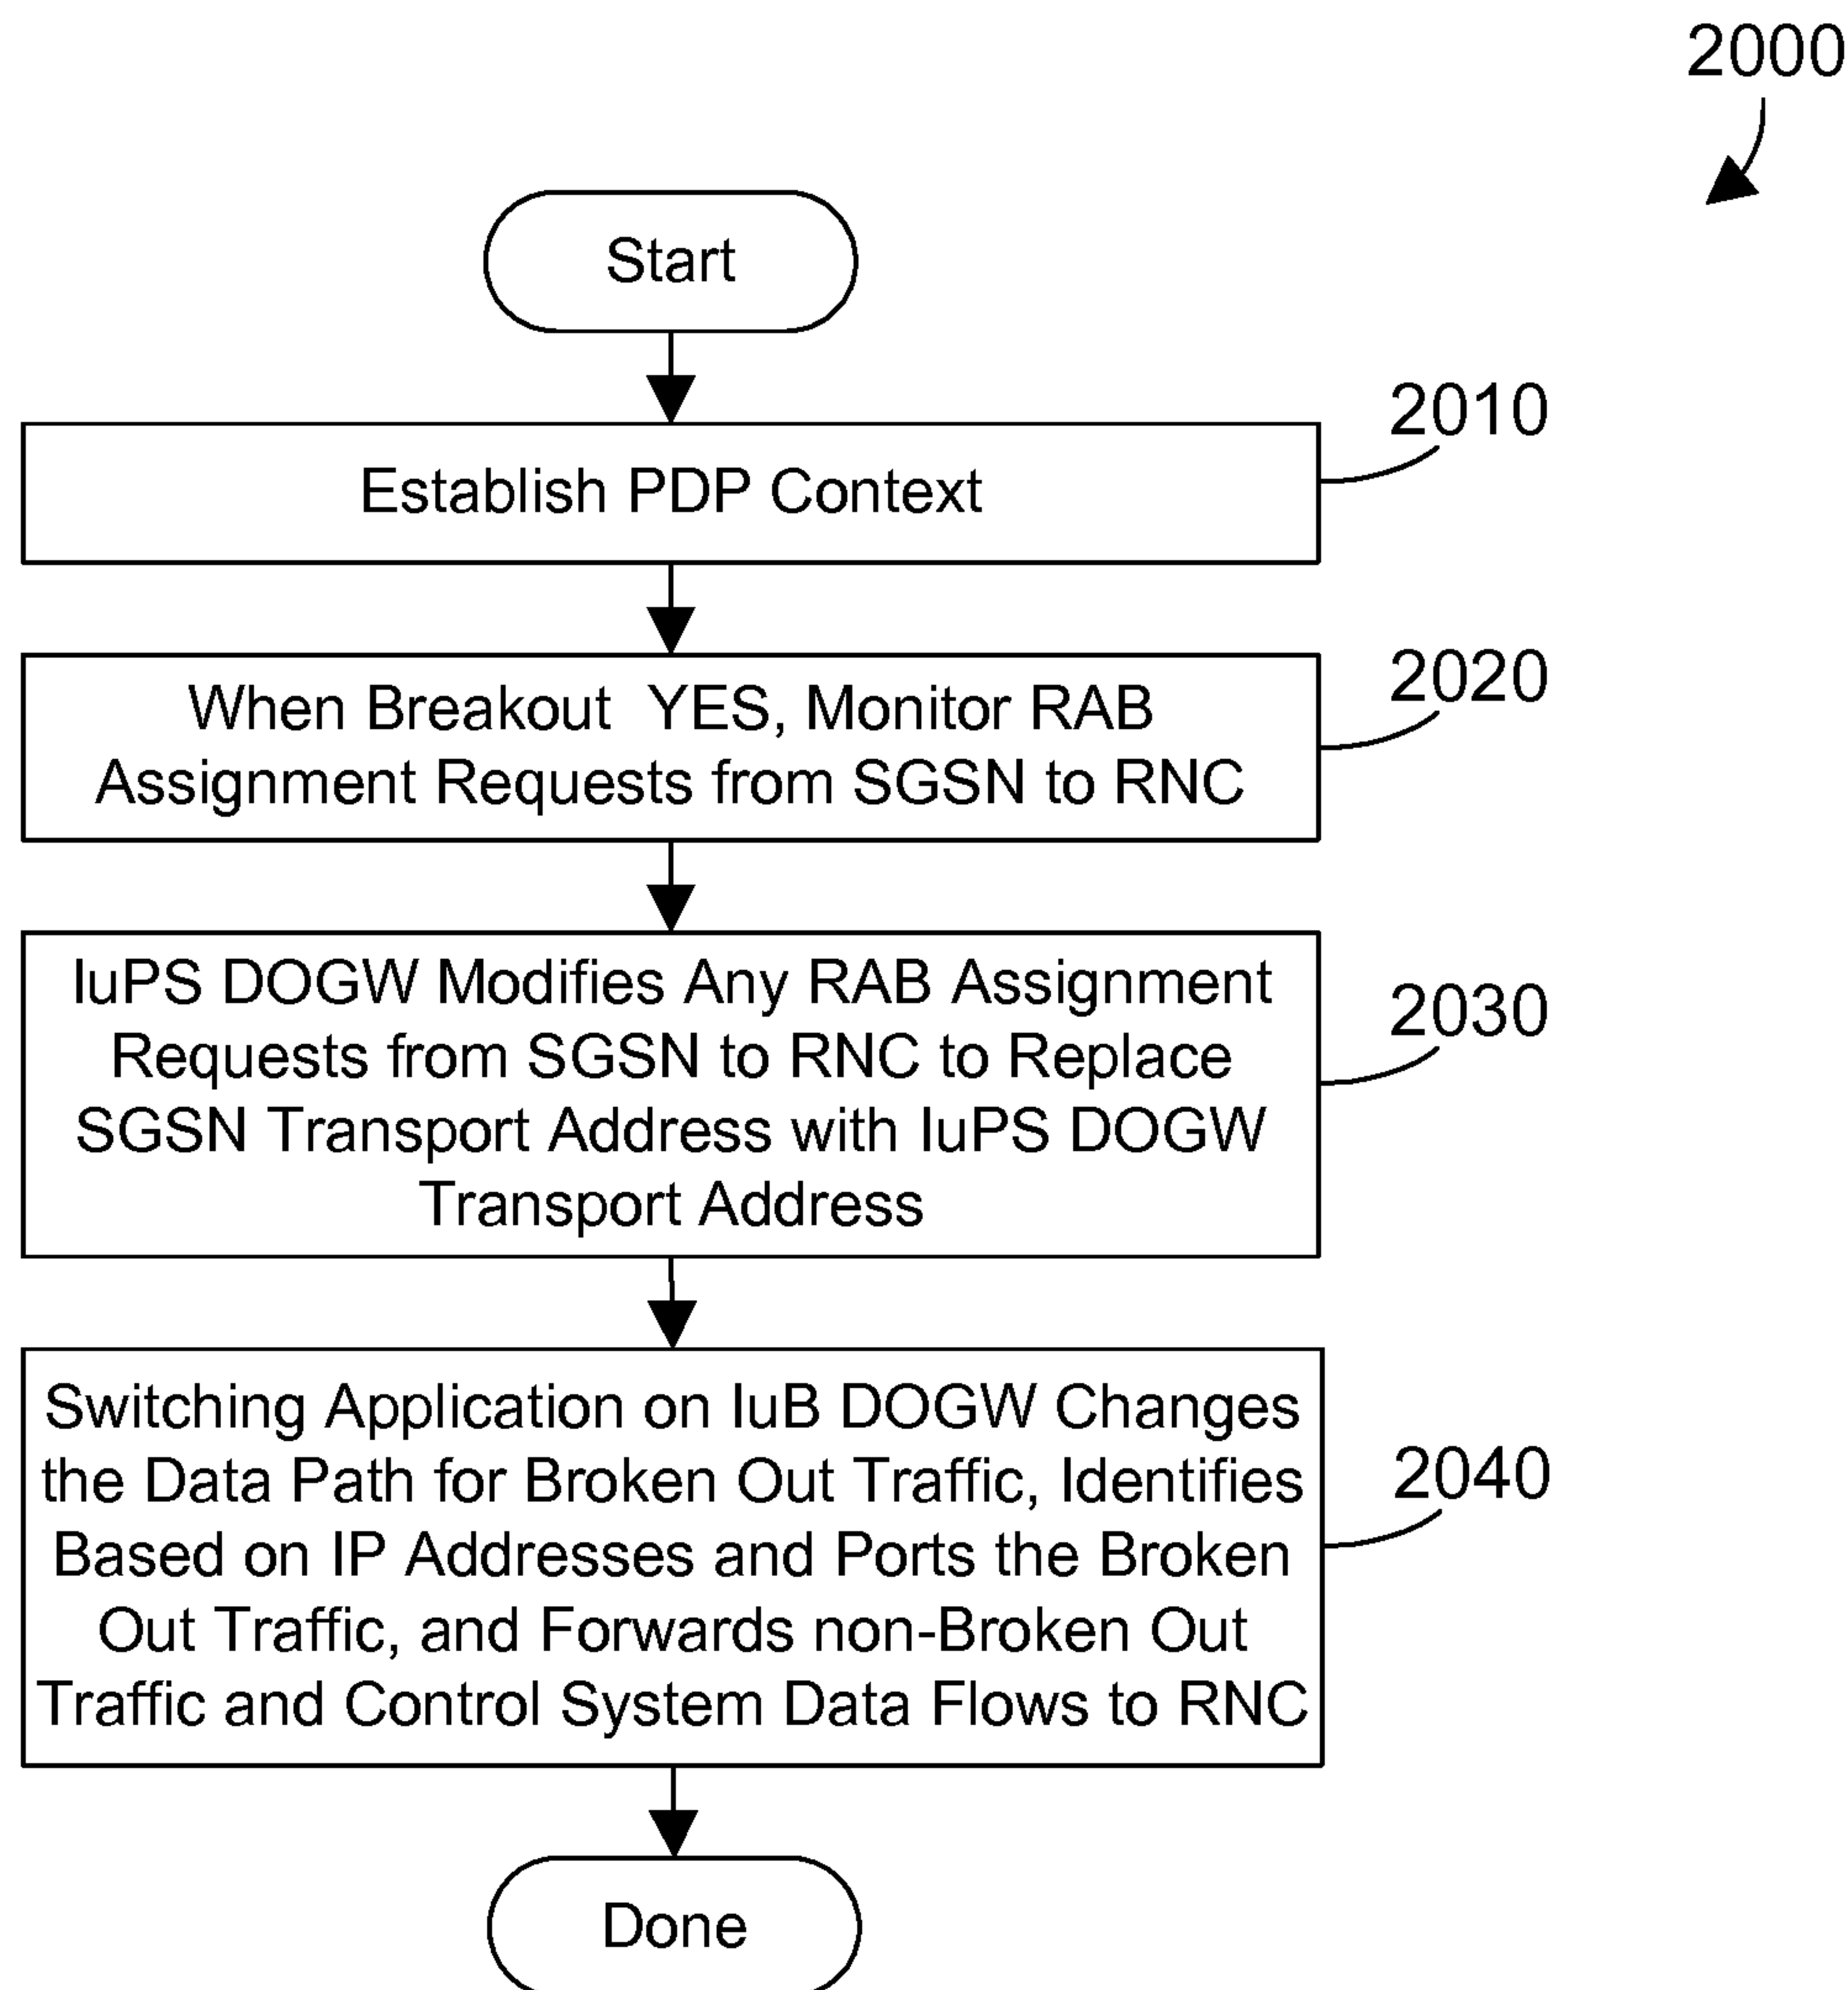 2000
Start
2010
Establish PDP Context
2020
When Breakout YES, Monitor RAB
Assignment Requests from SGSN to RNC
2030
IuPS DOGW Modifies Any RAB Assignment
Requests from SGSN to RNC to Replace
SGSN Transport Address with IuPS DOGW
Transport Address
2040
Switching Application on IuB DOGW Changes
the Data Path for Broken Out Traffic, Identifies
Based on IP Addresses and Ports the Broken
Out Traffic, and Forwards non-Broken Out
Traffic and Control System Data Flows to RNC
Done